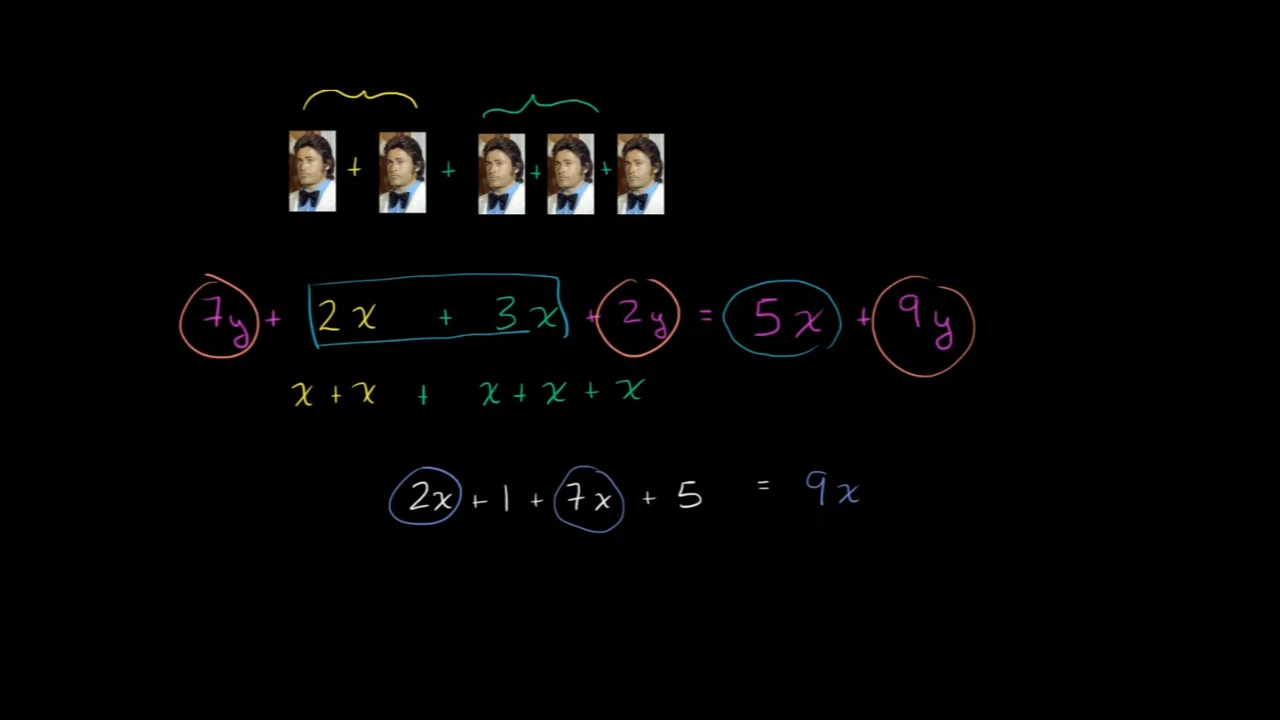 + + + +
7y + 2x + 3x + 2y = 5x + 9y
x + x + x + x + x
2x + 1 + 7x + 5 = 9x